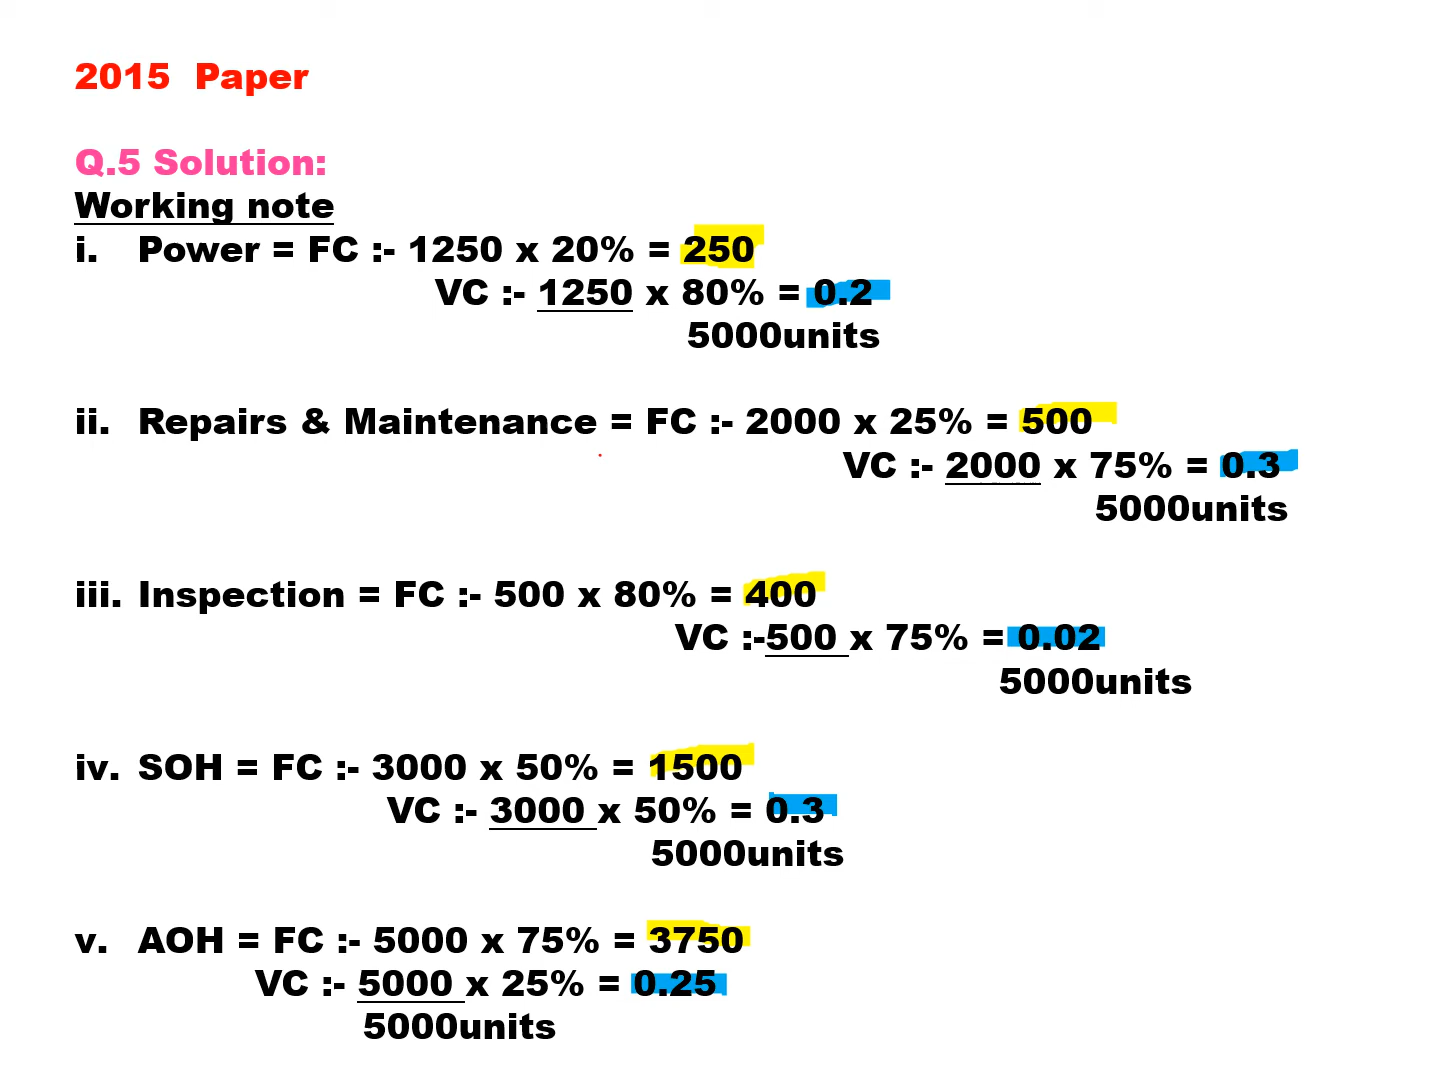 2015 Paper
Q.5 Solution:
Working note
i. Power = FC :- 1250 x 20% = 250
VC :- 1250 x 80% = 0.2
5000units
ii. Repairs & Maintenance = FC :- 2000 x 25% = 500
VC :- 2000 x 75% = 0.3
5000units
iii. Inspection = FC :- 500 x 80% = 400
VC :-500 x 75% = 0.02
5000units
iv. SOH = FC :- 3000 x 50% = 1500
VC :- 3000 x 50% = 0.3
5000units
v. AOH = FC :- 5000 x 75% = 3750
VC :- 5000 x 25% = 0.25
5000units